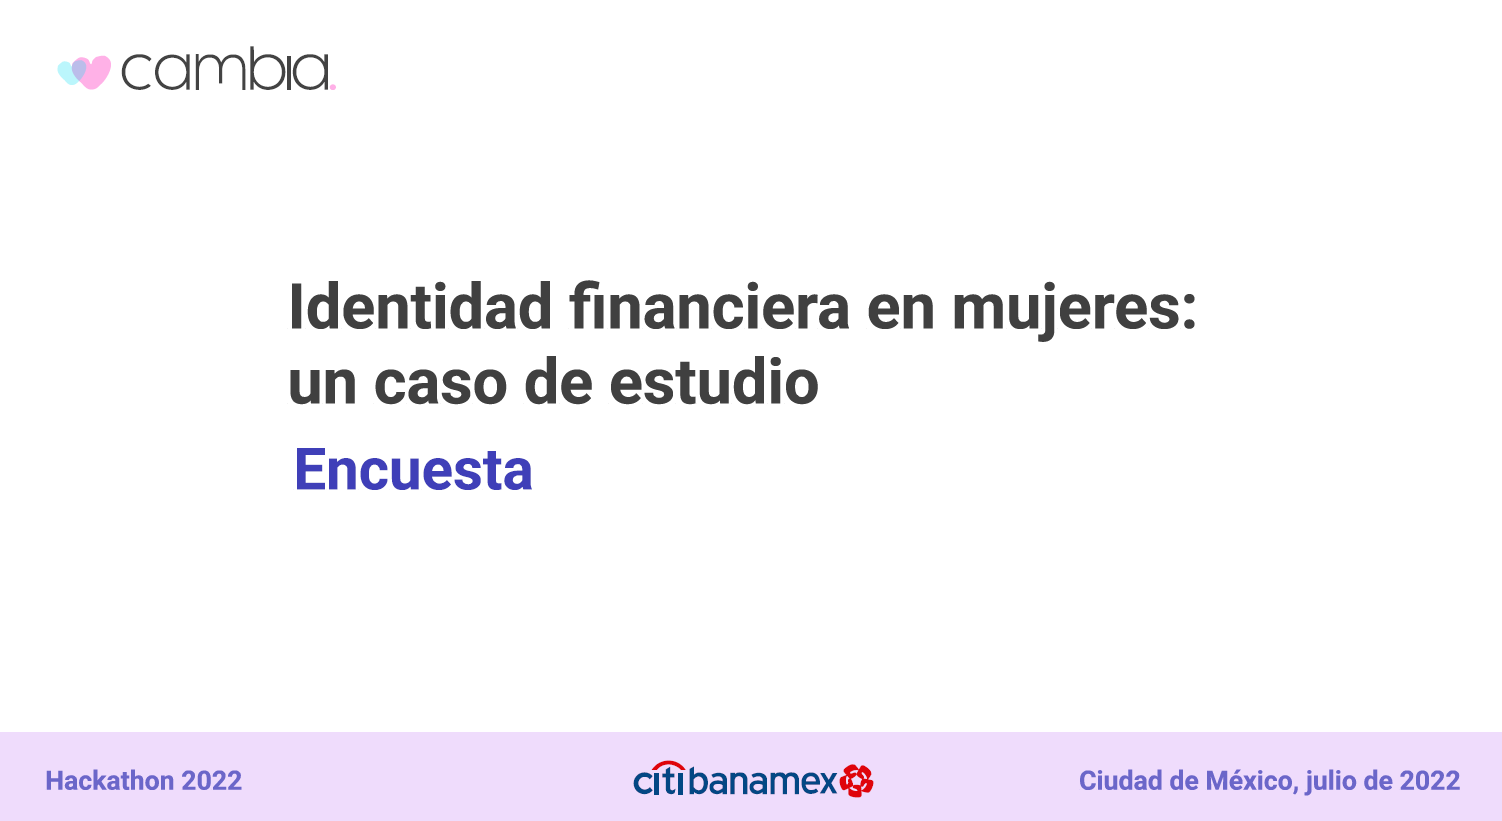 cambia.
Identidad financiera en mujeres:
un caso de estudio
Encuesta
Hackathon 2022
citibanamex
Ciudad de México, julio de 2022